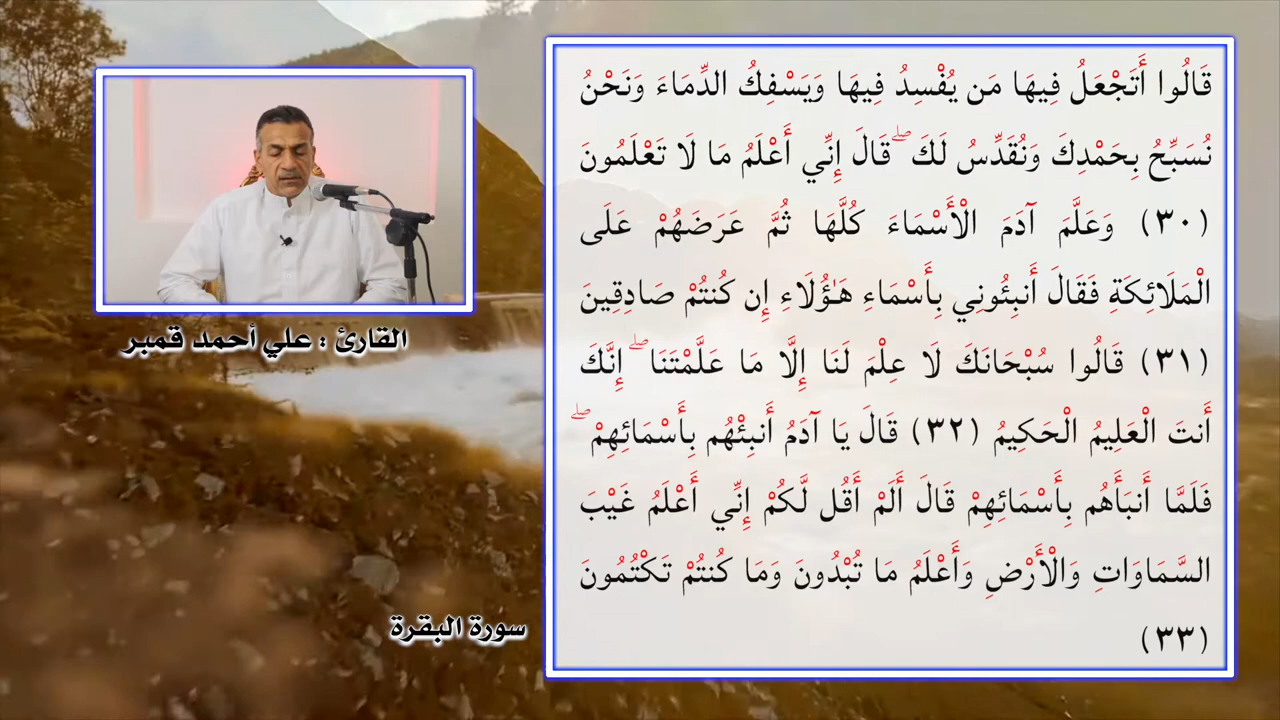 قَالُوا أَتَجْعَلُ فِيهَا مَن يُفْسِدُ فِيهَا وَيَسْفِكُ الدِّمَاءَ وَنَحْنُ
نُسَبِّحُ بِحَمْدِكَ وَنُقَدِّسُ لَكَ ۖ قَالَ إِنِّي أَعْلَمُ مَا لَا تَعْلَمُونَ
(٣٠) وَعَلَّمَ آدَمَ الْأَسْمَاءَ كُلَّهَا ثُمَّ عَرَضَهُمْ عَلَى
الْمَلَائِكَةِ فَقَالَ أَنبِئُونِي بِأَسْمَاءِ هَـٰؤُلَاءِ إِن كُنتُمْ صَادِقِينَ
(٣١) قَالُوا سُبْحَانَكَ لَا عِلْمَ لَنَا إِلَّا مَا عَلَّمْتَنَا ۖ إِنَّكَ
أَنتَ الْعَلِيمُ الْحَكِيمُ (٣٢) قَالَ يَا آدَمُ أَنبِئْهُم بِأَسْمَائِهِمْ ۖ
فَلَمَّا أَنبَأَهُم بِأَسْمَائِهِمْ قَالَ أَلَمْ أَقُل لَّكُمْ إِنِّي أَعْلَمُ غَيْبَ
السَّمَاوَاتِ وَالْأَرْضِ وَأَعْلَمُ مَا تُبْدُونَ وَمَا كُنتُمْ تَكْتُمُونَ
(٣٣)
القارئ : علي أحمد قمبر
سورة البقرة